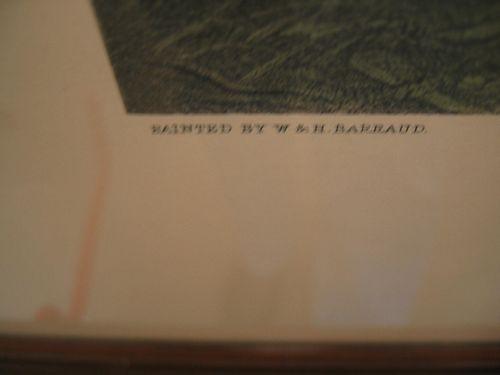 PAINTED BY W & H. BARRAUD.